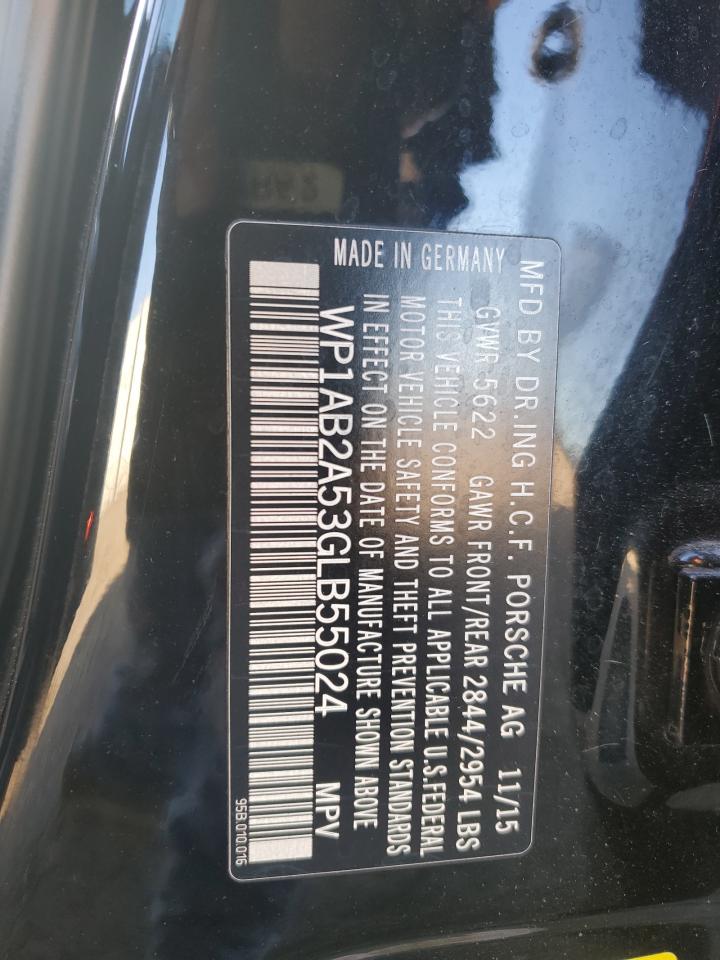 MFD BY DR.ING H.C.F. PORSCHE AG 11/15
GVWR 5622 GAWR FRONT/REAR 2844/2954 LBS
THIS VEHICLE CONFORMS TO ALL APPLICABLE U.S.FEDERAL
MOTOR VEHICLE SAFETY AND THEFT PREVENTION STANDARDS
IN EFFECT ON THE DATE OF MANUFACTURE SHOWN ABOVE
WP1AB2A53GLB55024 MPV
MADE IN GERMANY
95B.010.016